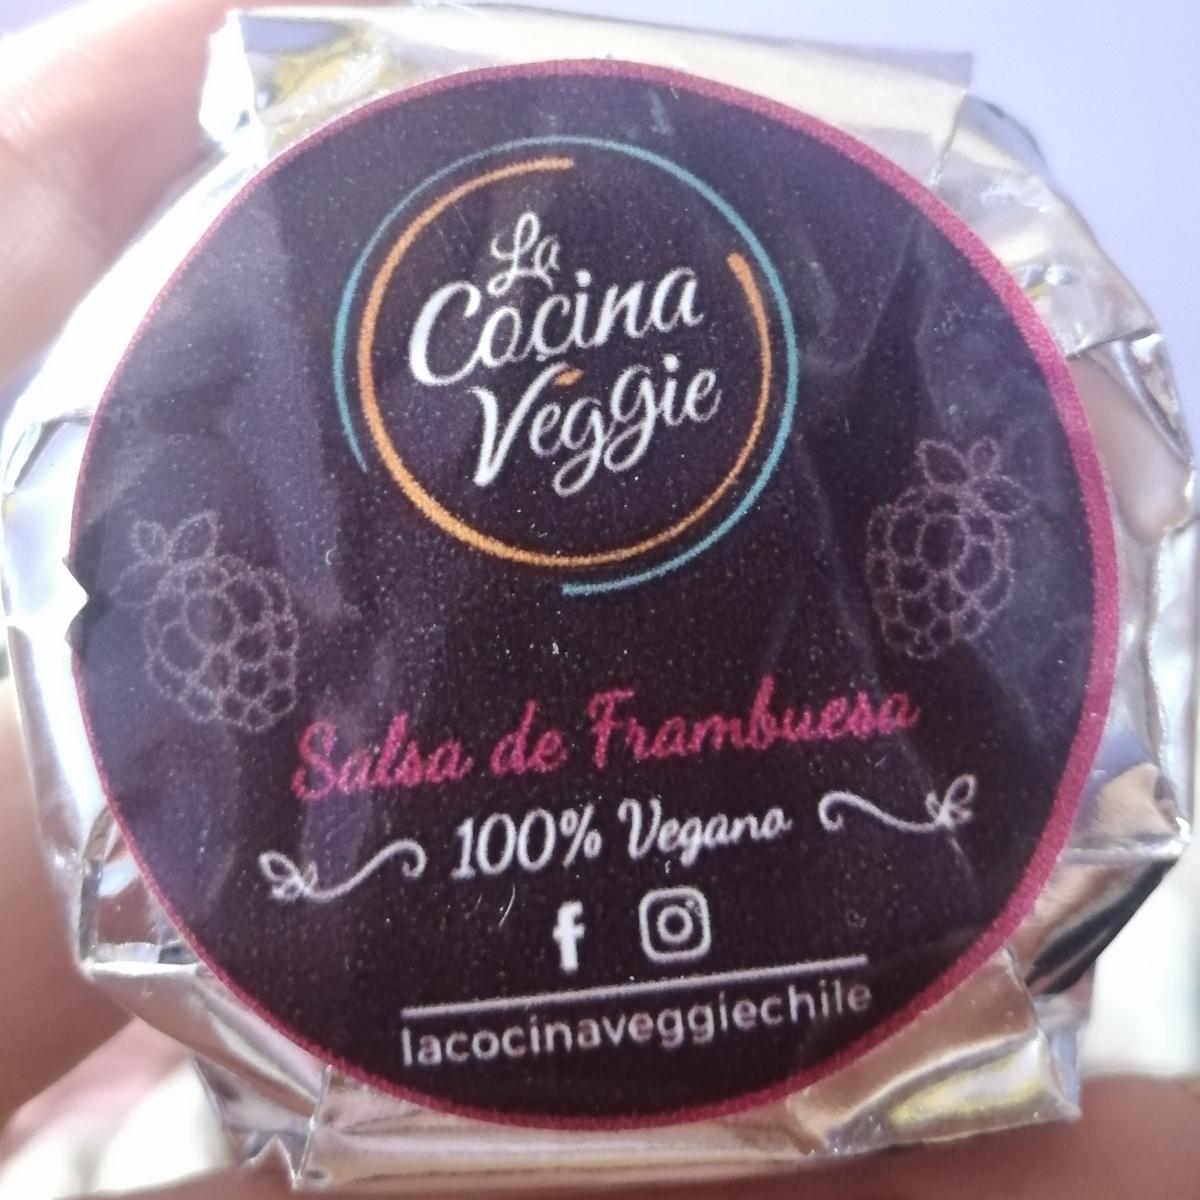 La
Cocina
Veggie
Salsa de Frambuesa
100% Vegano
lacocinaveggiechile